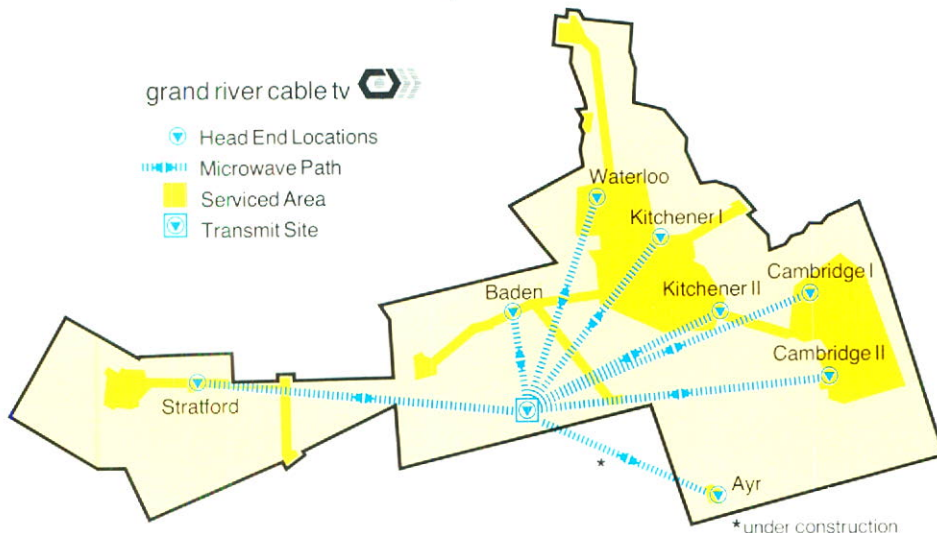 grand river cable tv
Head End Locations
Microwave Path
Serviced Area
Transmit Site
Waterloo
Kitchener I
Baden
Kitchener II
Cambridge I
Cambridge II
Stratford
*
Ayr
*under construction